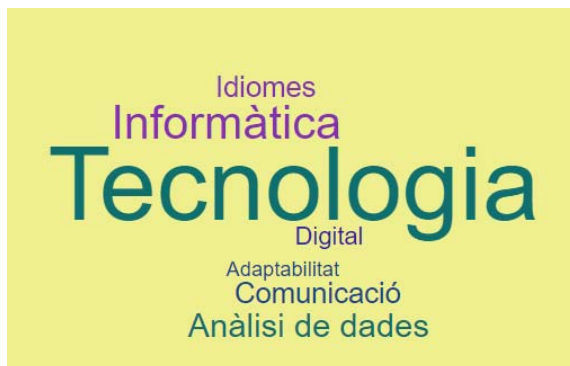 Idiomes
Informàtica
Tecnologia
Digital
Adaptabilitat
Comunicació
Anàlisi de dades